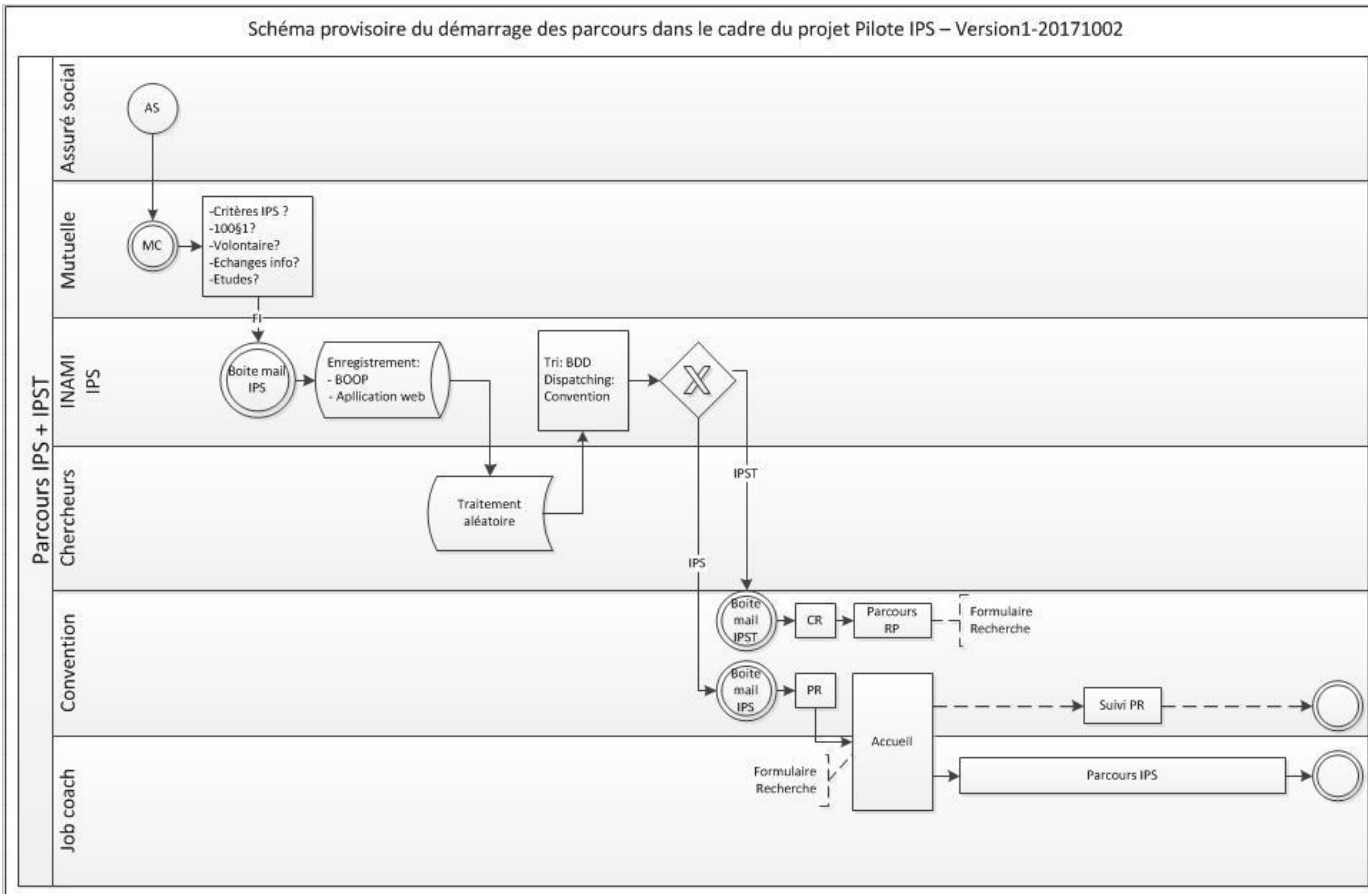 Schéma provisoire du démarrage des parcours dans le cadre du projet Pilote IPS – Version1-20171002
Parcours IPS + IPST
Assuré social
AS
Mutuelle
MC
-Critères IPS ?
-100§1?
-Volontaire?
-Echanges info?
-Etudes?
FI
INAMI
IPS
Boite mail
IPS
Enregistrement:
- BOOP
- Apllication web
Tri: BDD
Dispatching:
Convention
X
Chercheurs
Traitement
aléatoire
IPST
IPS
Convention
Boite
mail
IPST
CR
Parcours
RP
Formulaire
Recherche
Boite
mail
IPS
PR
Accueil
Suivi PR
Job coach
Formulaire
Recherche
Parcours IPS